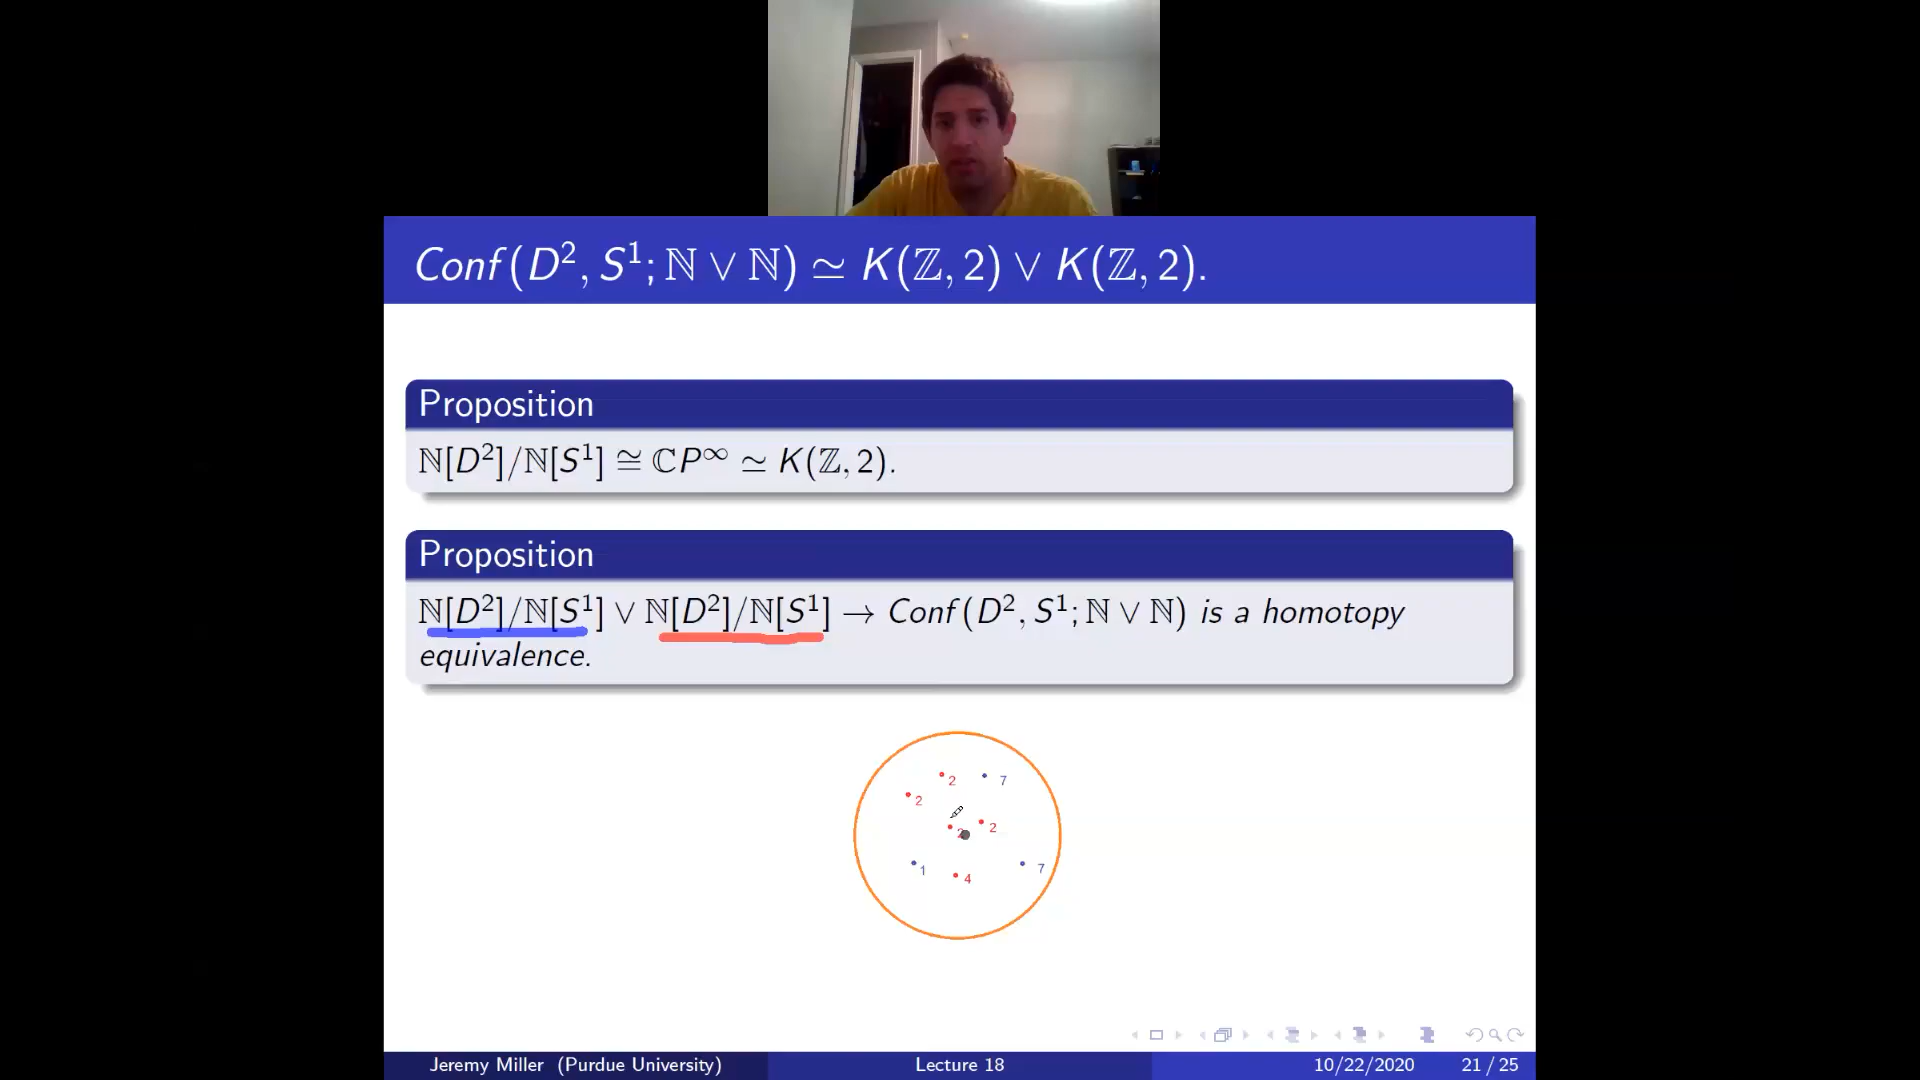 Conf(D², S¹; ℕ ∨ ℕ) ≃ K(ℤ, 2) ∨ K(ℤ, 2).
Proposition
ℕ[D²]/ℕ[S¹] ≅ ℂP^∞ ≃ K(ℤ, 2).
Proposition
ℕ[D²]/ℕ[S¹] ∨ ℕ[D²]/ℕ[S¹] → Conf(D², S¹; ℕ ∨ ℕ) is a homotopy
equivalence.
2 7
2
2 2
1 7
4
Jeremy Miller (Purdue University) Lecture 18 10/22/2020 21 / 25